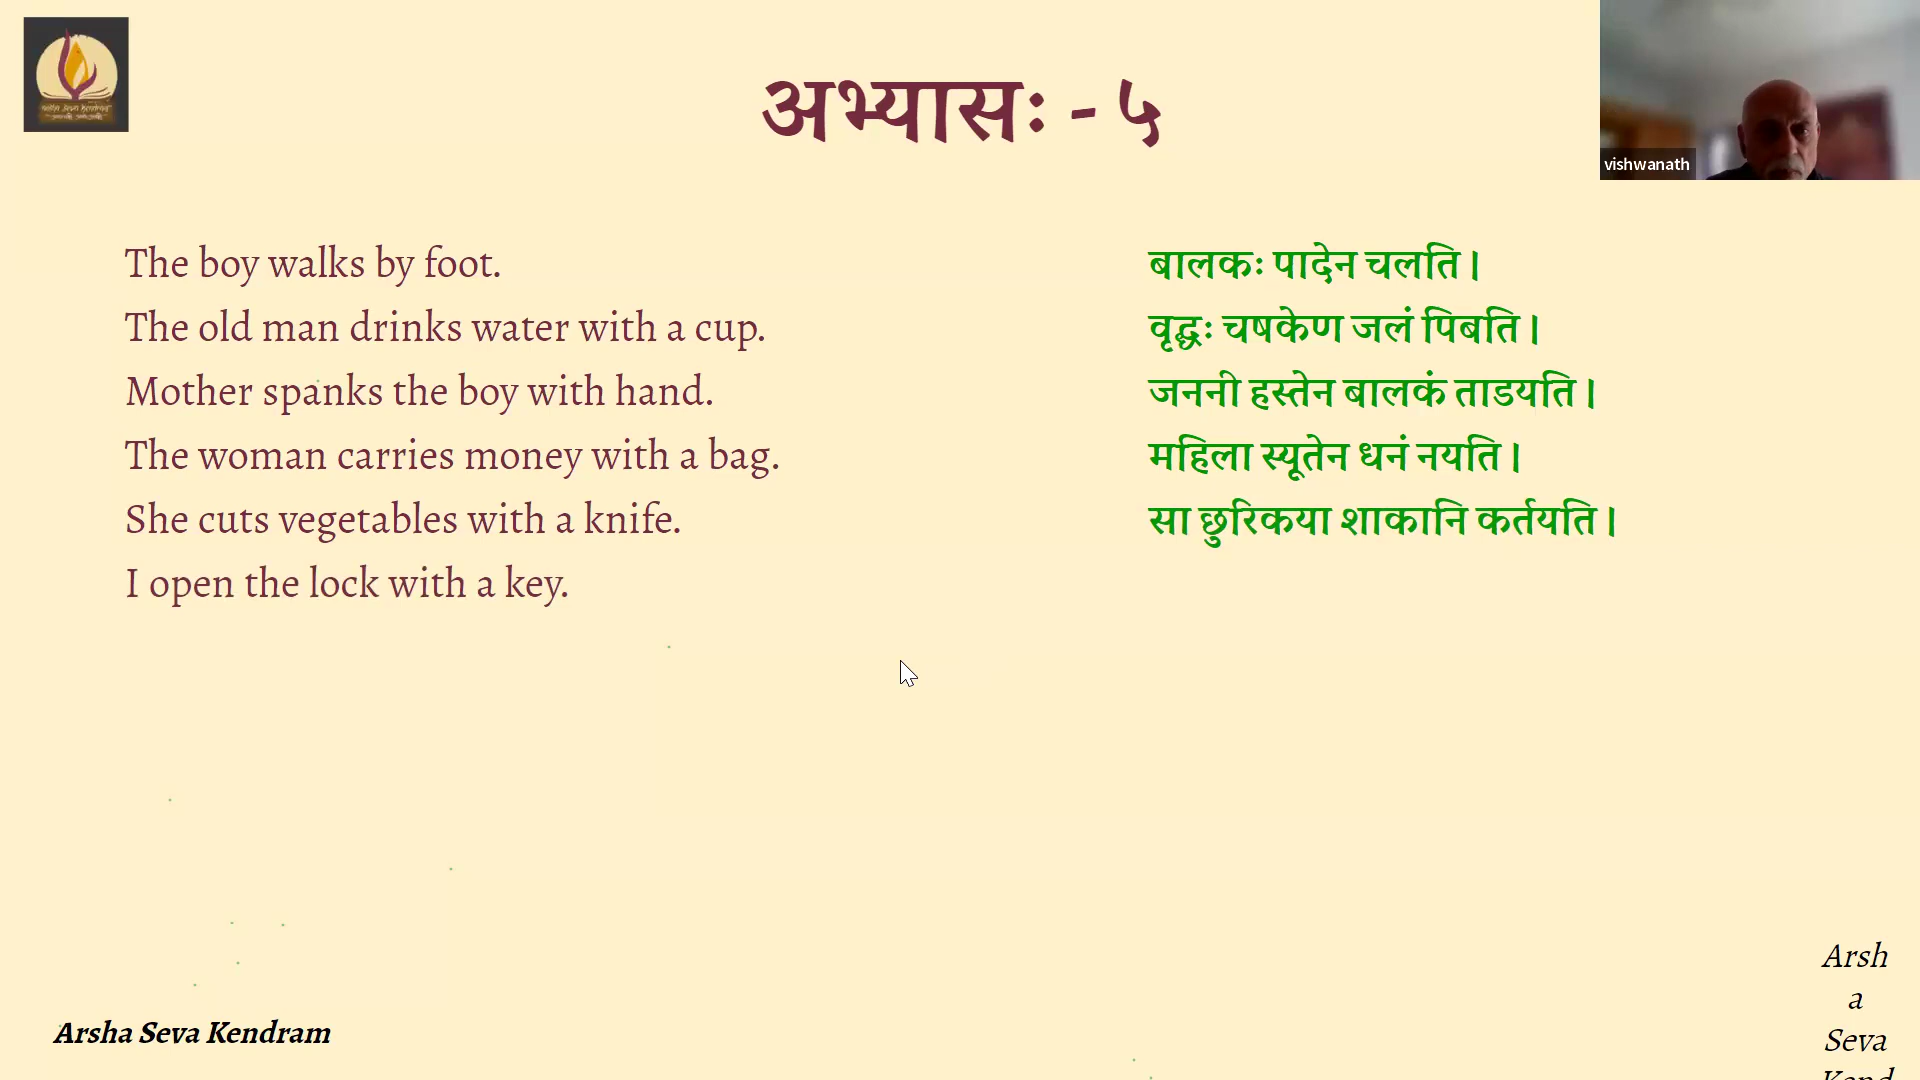 अभ्यासः - ५
vishwanath
The boy walks by foot.
The old man drinks water with a cup.
Mother spanks the boy with hand.
The woman carries money with a bag.
She cuts vegetables with a knife.
I open the lock with a key.
बालकः पादेन चलति।
वृद्धः चषकेण जलं पिबति।
जननी हस्तेन बालकं ताडयति।
महिला स्यूतेन धनं नयति।
सा छुरिकया शाकानि कर्तयति।
Arsha Seva Kendram
Arsh
a
Seva
Kend